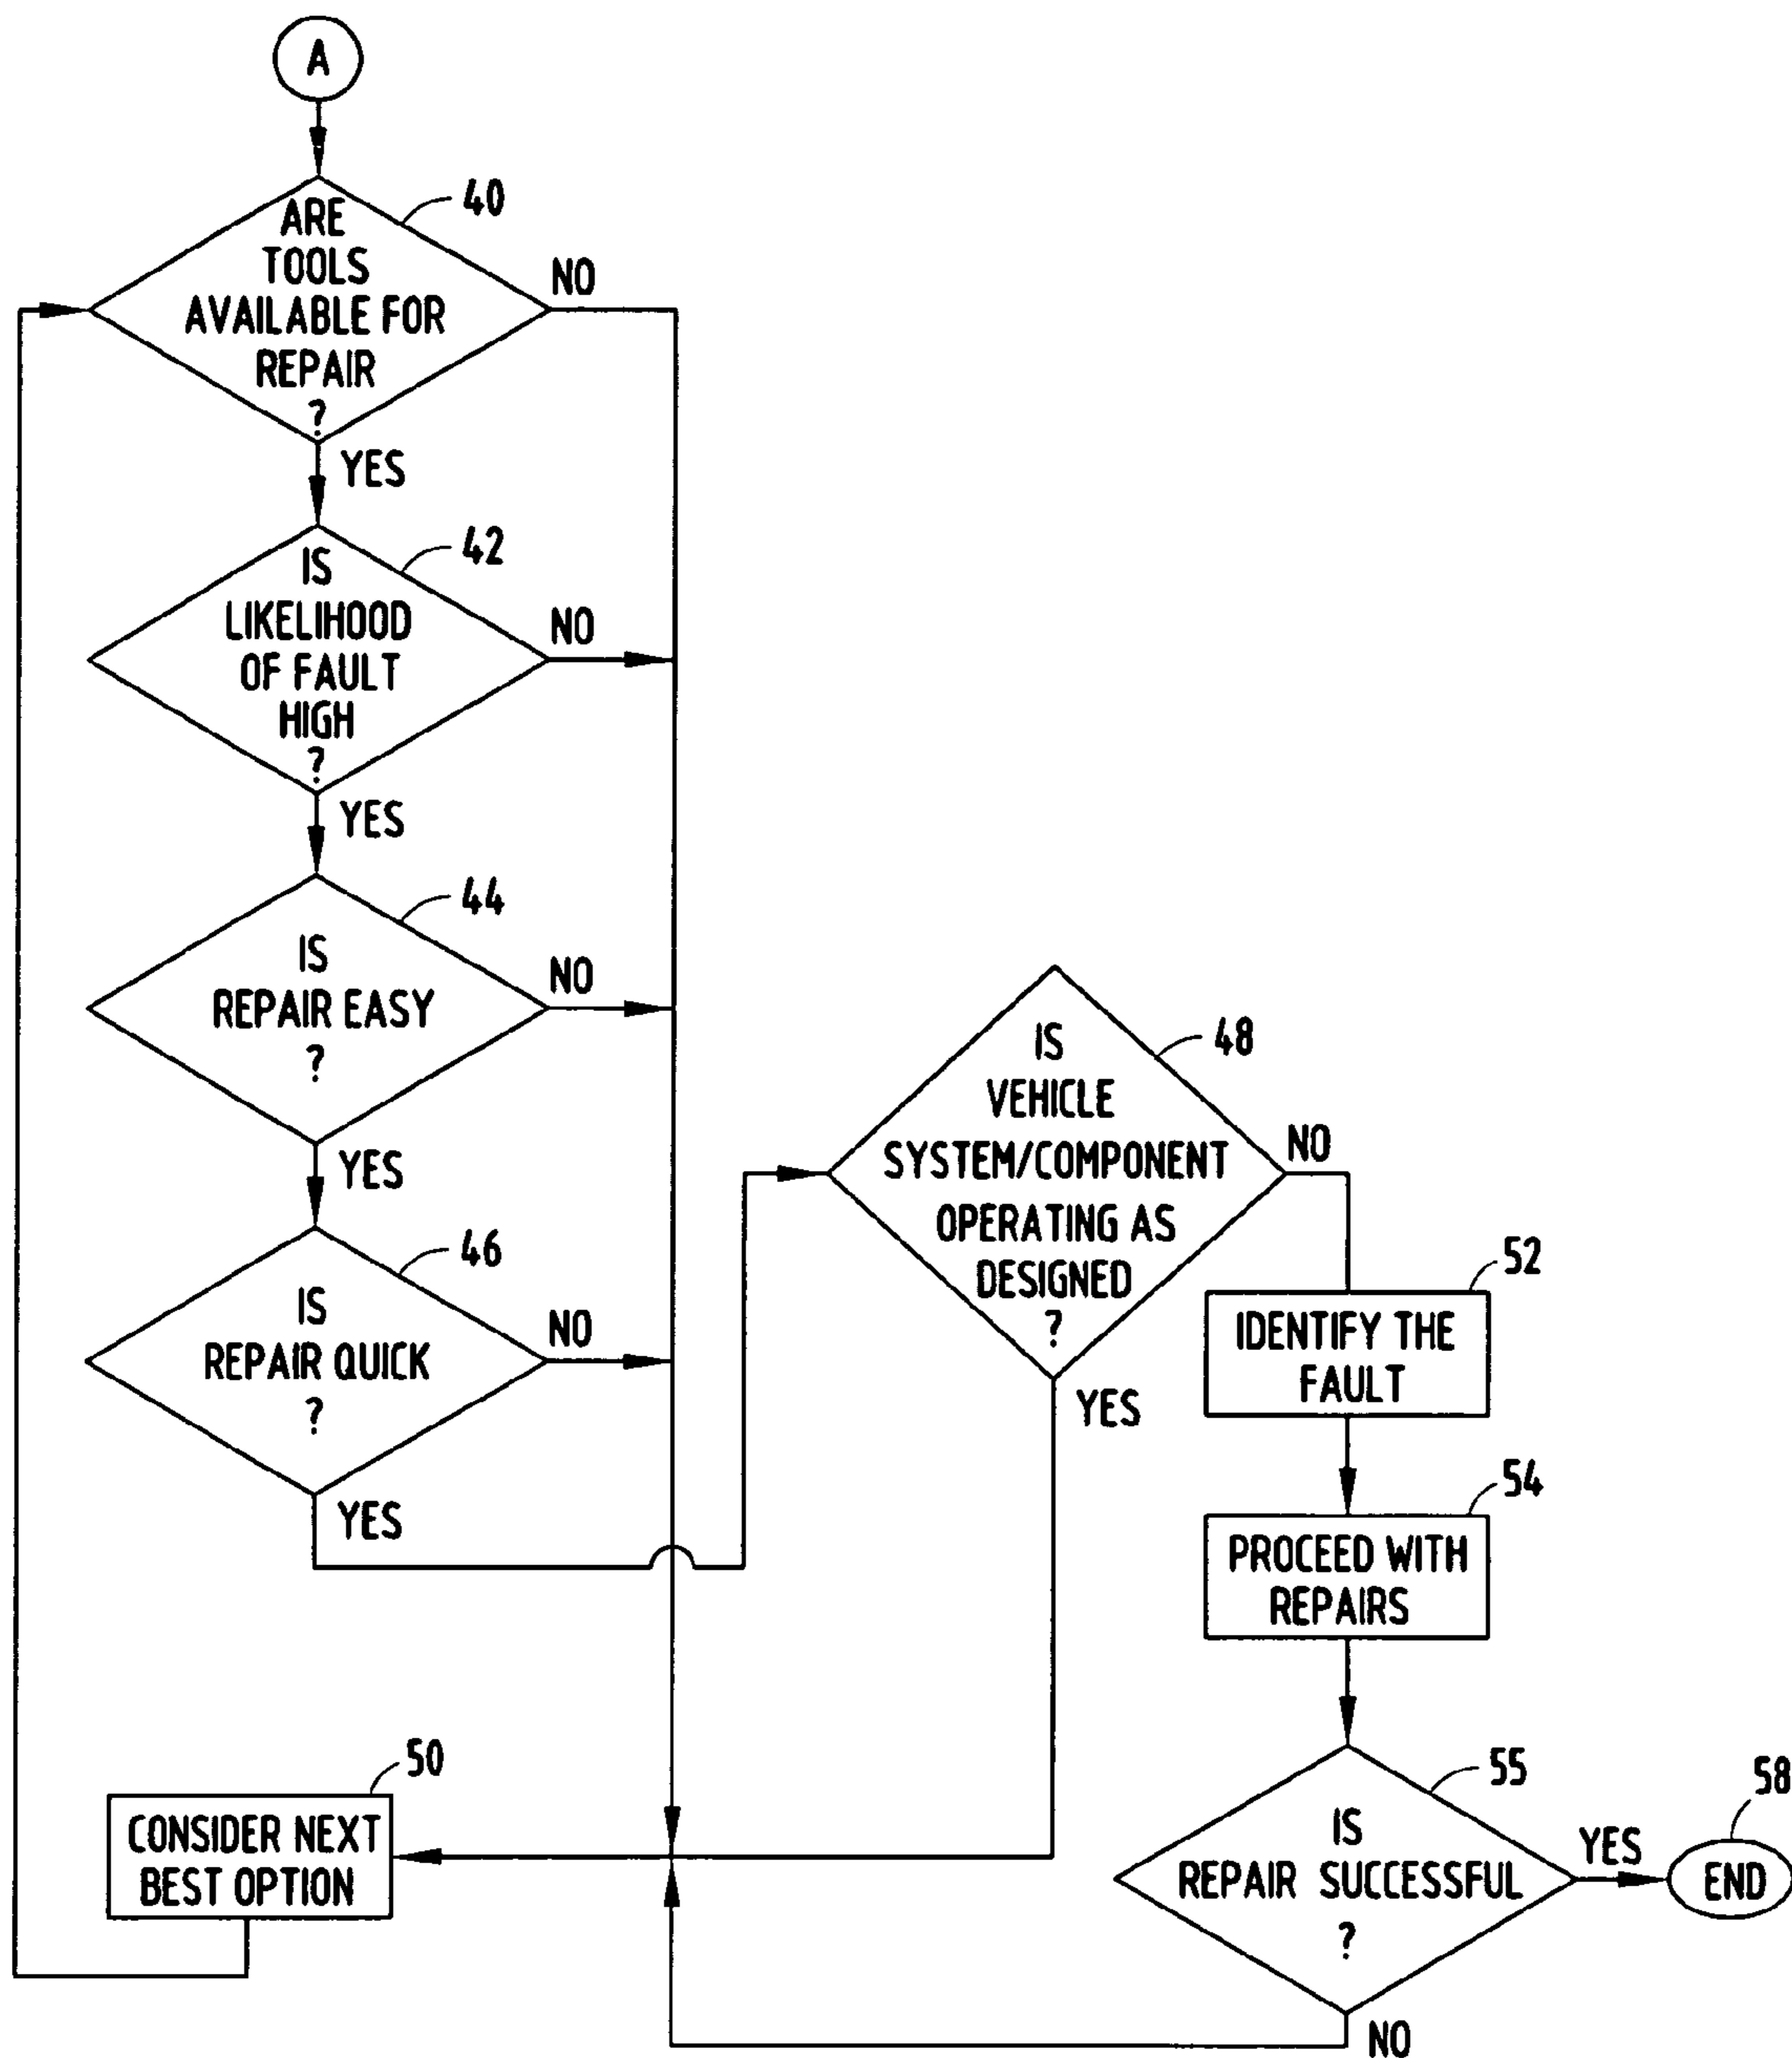 A
40
ARE
TOOLS
AVAILABLE FOR
REPAIR
?
NO
YES
42
IS
LIKELIHOOD
OF FAULT
HIGH
?
NO
YES
44
IS
REPAIR EASY
?
NO
YES
46
IS
REPAIR QUICK
?
NO
YES
48
IS
VEHICLE
SYSTEM/COMPONENT
OPERATING AS
DESIGNED
?
NO
YES
52
IDENTIFY THE
FAULT
54
PROCEED WITH
REPAIRS
50
CONSIDER NEXT
BEST OPTION
55
IS
REPAIR SUCCESSFUL
?
YES
NO
58
END